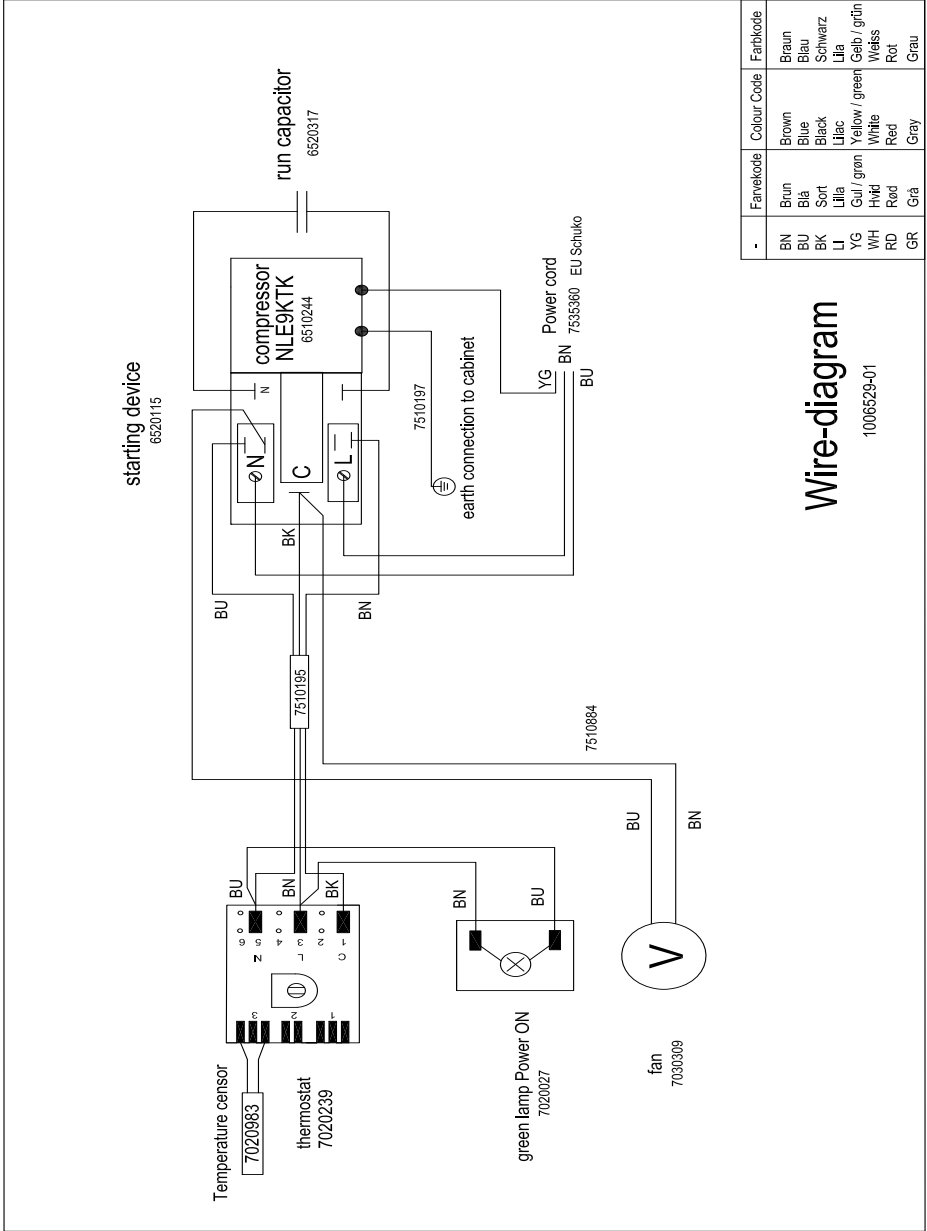 starting device
6520115
run capacitor
6520317
compressor
NLE9KTK
6510244
N
N
C
L
BK
BU
BN
7510195
7510197
earth connection to cabinet
YG
BN
BU
Power cord
7535360 EU Schuko
Temperature censor
7020983
thermostat
7020239
3
2
1
6
5
4
3
2
1
N
L
C
BU
BN
BK
BN
BU
green lamp Power ON
7020027
7510884
BU
BN
V
fan
7030309
Wire-diagram
1006529-01
- Farvekode Colour Code Farbkode
BN Brun Brown Braun
BU Blå Blue Blau
BK Sort Black Schwarz
LI Lilla Lilac Lila
YG Gul / grøn Yellow / green Gelb / grün
WH Hvid White Weiss
RD Rød Red Rot
GR Grå Gray Grau